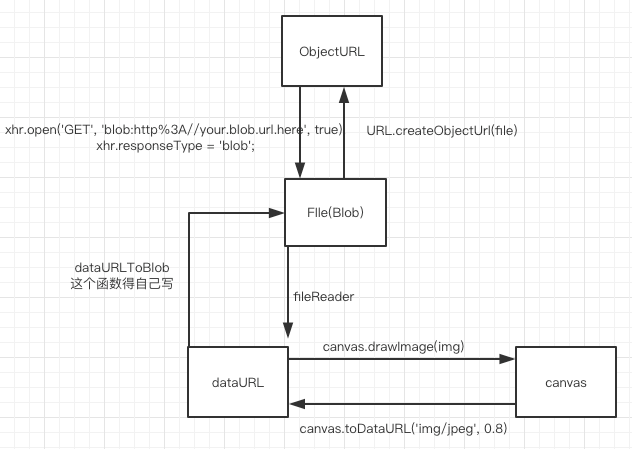 ObjectURL
xhr.open('GET', 'blob:http%3A//your.blob.url.here', true)
xhr.responseType = 'blob';
URL.createObjectUrl(file)
FIle(Blob)
dataURLToBlob
这个函数得自己写
fileReader
canvas.drawImage(img)
dataURL
canvas
canvas.toDataURL('img/jpeg', 0.8)